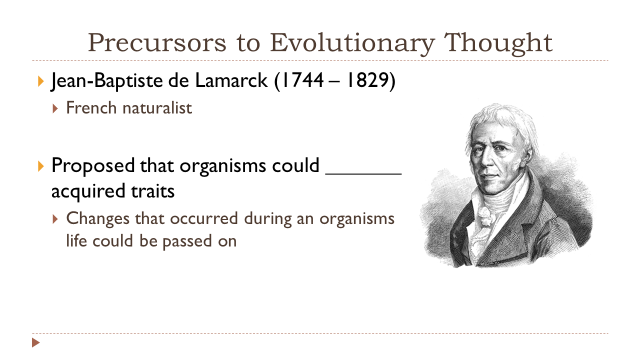 Precursors to Evolutionary Thought
Jean-Baptiste de Lamarck (1744 – 1829)
French naturalist
Proposed that organisms could _______
acquired traits
Changes that occurred during an organisms
life could be passed on